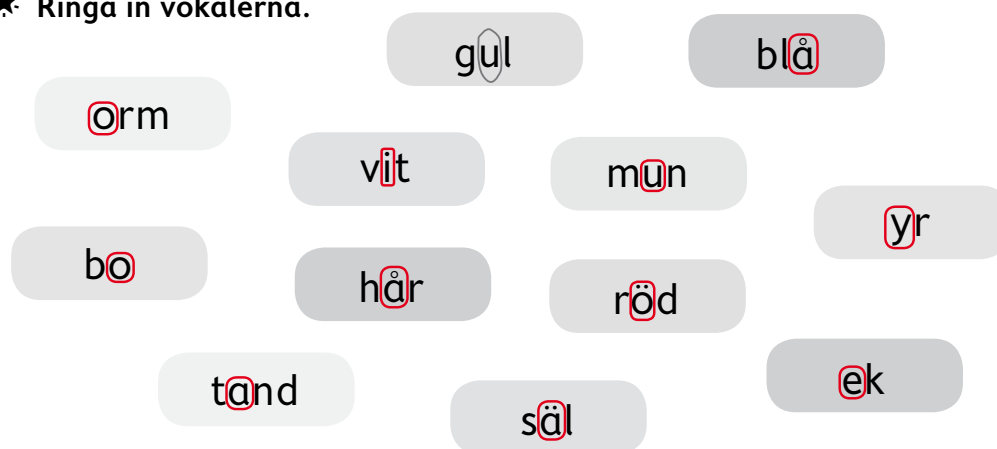 Ringa in vokalerna.
gul
blå
orm
vit
mun
yr
bo
hår
röd
tand
säl
ek